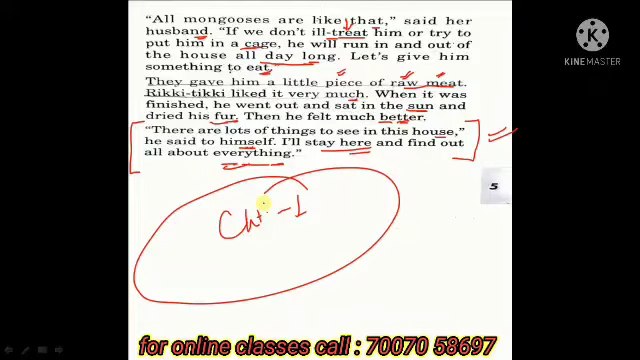 “All mongooses are like that,” said her
husband. “If we don't ill-treat him or try to
put him in a cage, he will run in and out of
the house all day long. Let's give him
something to eat.
They gave him a little piece of raw meat.
Rikki-tikki liked it very much. When it was
finished, he went out and sat in the sun and
dried his fur. Then he felt much better.
“There are lots of things to see in this house,”
he said to himself. I'll stay here and find out
all about everything.”
5
Cht -1
for online classes call : 70070 58697
KINEMASTER